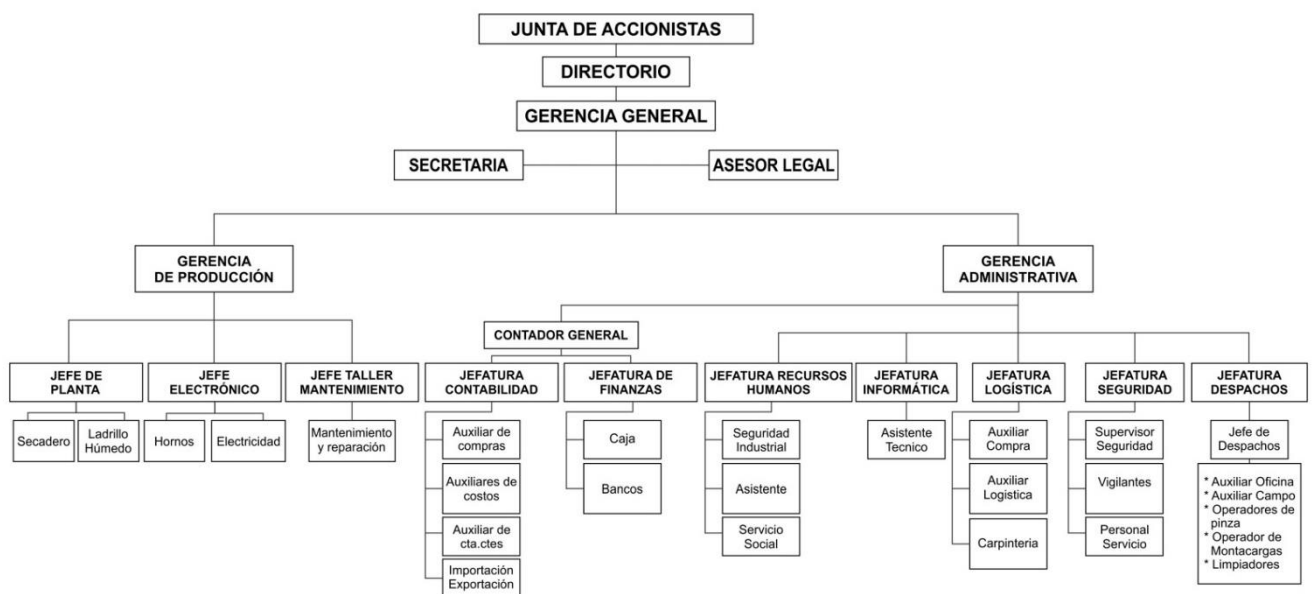 JUNTA DE ACCIONISTAS
DIRECTORIO
GERENCIA GENERAL
SECRETARIA
ASESOR LEGAL
GERENCIA
DE PRODUCCIÓN
GERENCIA
ADMINISTRATIVA
CONTADOR GENERAL
JEFE DE
PLANTA
JEFE
ELECTRÓNICO
JEFE TALLER
MANTENIMIENTO
JEFATURA
CONTABILIDAD
JEFATURA DE
FINANZAS
JEFATURA RECURSOS
HUMANOS
JEFATURA
INFORMÁTICA
JEFATURA
LOGÍSTICA
JEFATURA
SEGURIDAD
JEFATURA
DESPACHOS
Secadero
Ladrillo
Húmedo
Hornos
Electricidad
Mantenimiento
y reparación
Auxiliar de
compras
Auxiliares de
costos
Auxiliar de
cta.ctes
Importación
Exportación
Caja
Bancos
Seguridad
Industrial
Asistente
Servicio
Social
Asistente
Tecnico
Auxiliar
Compra
Auxiliar
Logistica
Carpinteria
Supervisor
Seguridad
Vigilantes
Personal
Servicio
Jefe de
Despachos
* Auxiliar Oficina
* Auxiliar Campo
* Operadores de
pinza
* Operador de
Montacargas
* Limpiadores